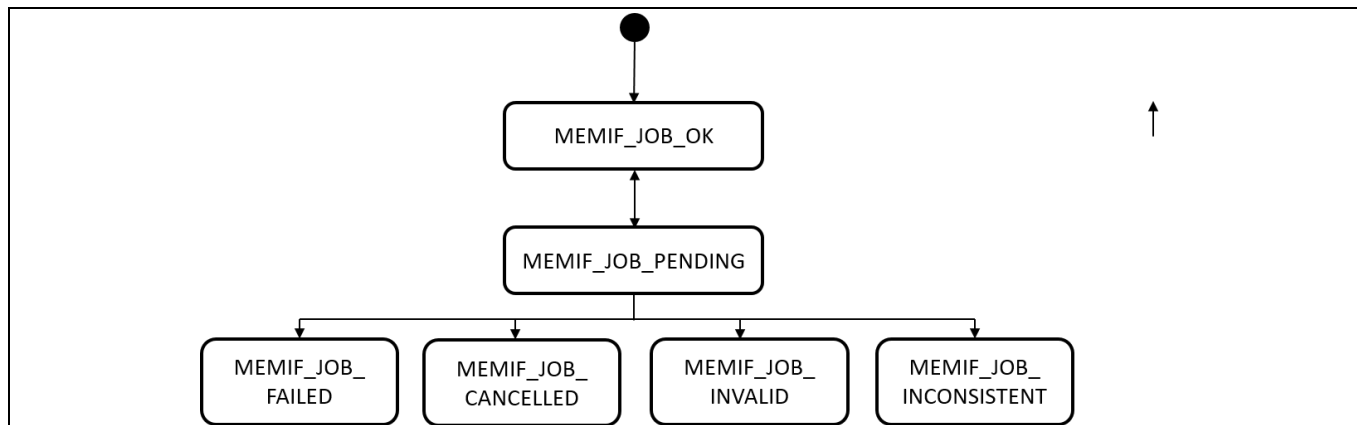 MEMIF_JOB_OK
MEMIF_JOB_PENDING
MEMIF_JOB_
FAILED
MEMIF_JOB_
CANCELLED
MEMIF_JOB_
INVALID
MEMIF_JOB_
INCONSISTENT